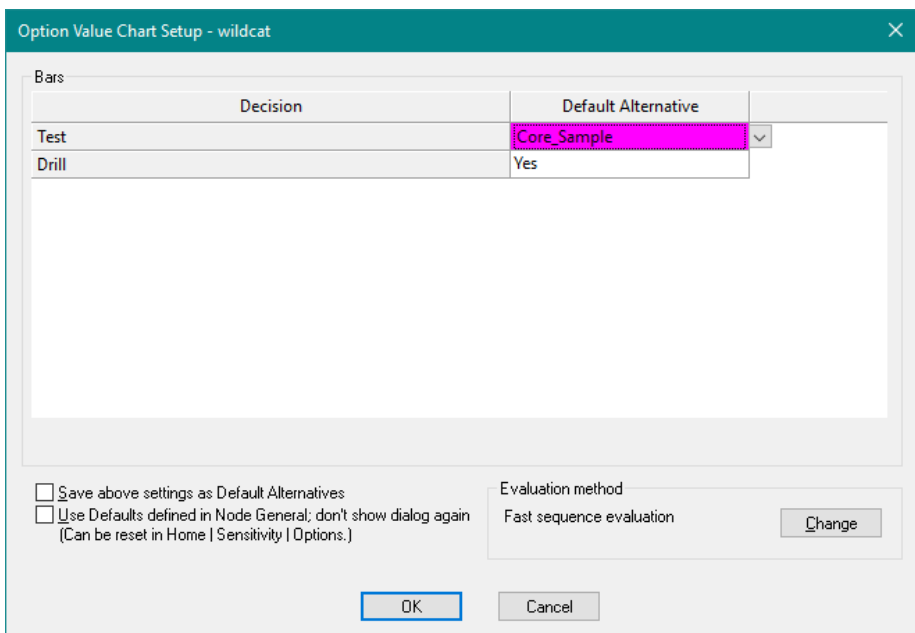 Option Value Chart Setup - wildcat
Bars
Decision Default Alternative
Test Core_Sample
Drill Yes
Save above settings as Default Alternatives
Use Defaults defined in Node General; don't show dialog again
(Can be reset in Home | Sensitivity | Options.)
Evaluation method
Fast sequence evaluation
Change
OK Cancel